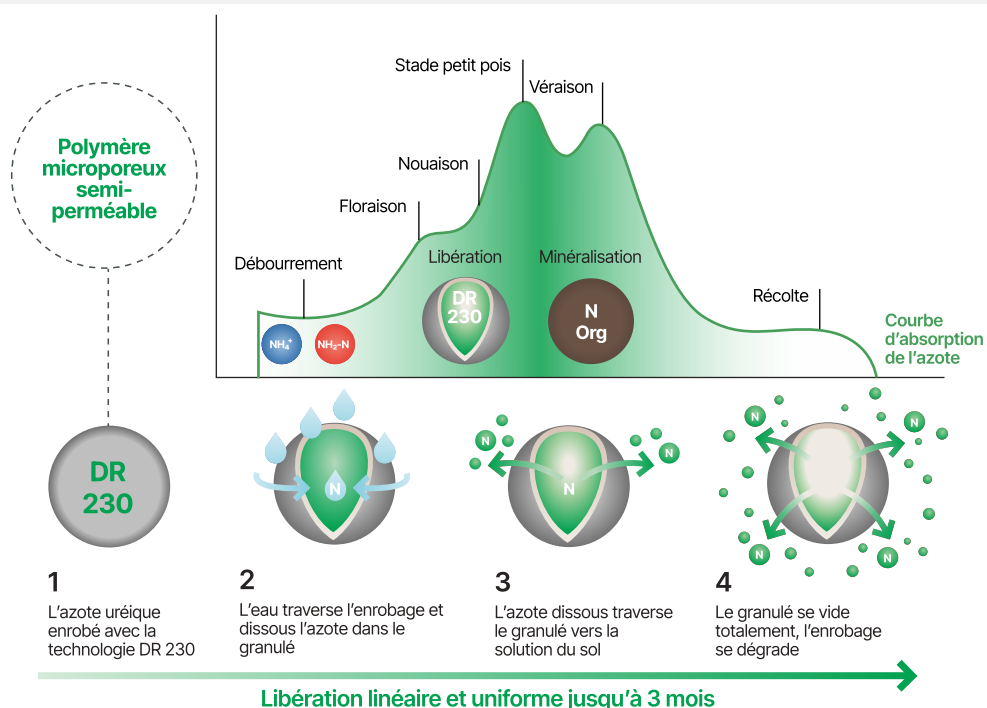 Stade petit pois
Véraison
Polymère
microporeux
semi-
perméable
Nouaison
Floraison
Débourrement
Libération
Minéralisation
DR
230
N
Org
NH₄⁺
NH₂-N
Récolte
Courbe
d'absorption
de l'azote
DR
230
N
N
N
N
N
N
N
N
1
L'azote uréique
enrobé avec la
technologie DR 230
2
L'eau traverse l'enrobage et
dissous l'azote dans le
granulé
3
L'azote dissous traverse
le granulé vers la
solution du sol
4
Le granulé se vide
totalement, l'enrobage
se dégrade
Libération linéaire et uniforme jusqu'à 3 mois